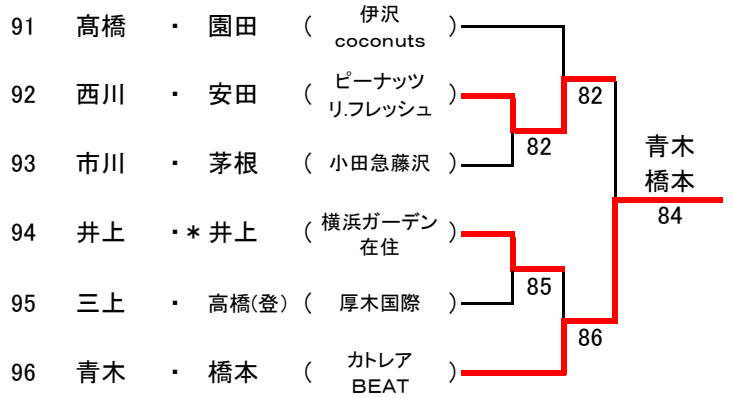 91 髙橋 ・ 園田 ( 伊沢 coconuts )
82
92 西川 ・ 安田 ( ピーナッツ リ.フレッシュ )
82
93 市川 ・ 茅根 ( 小田急藤沢 )
青木
橋本
84
94 井上 ・* 井上 ( 横浜ガーデン 在住 )
85
95 三上 ・ 高橋(登) ( 厚木国際 )
86
96 青木 ・ 橋本 ( カトレア BEAT )